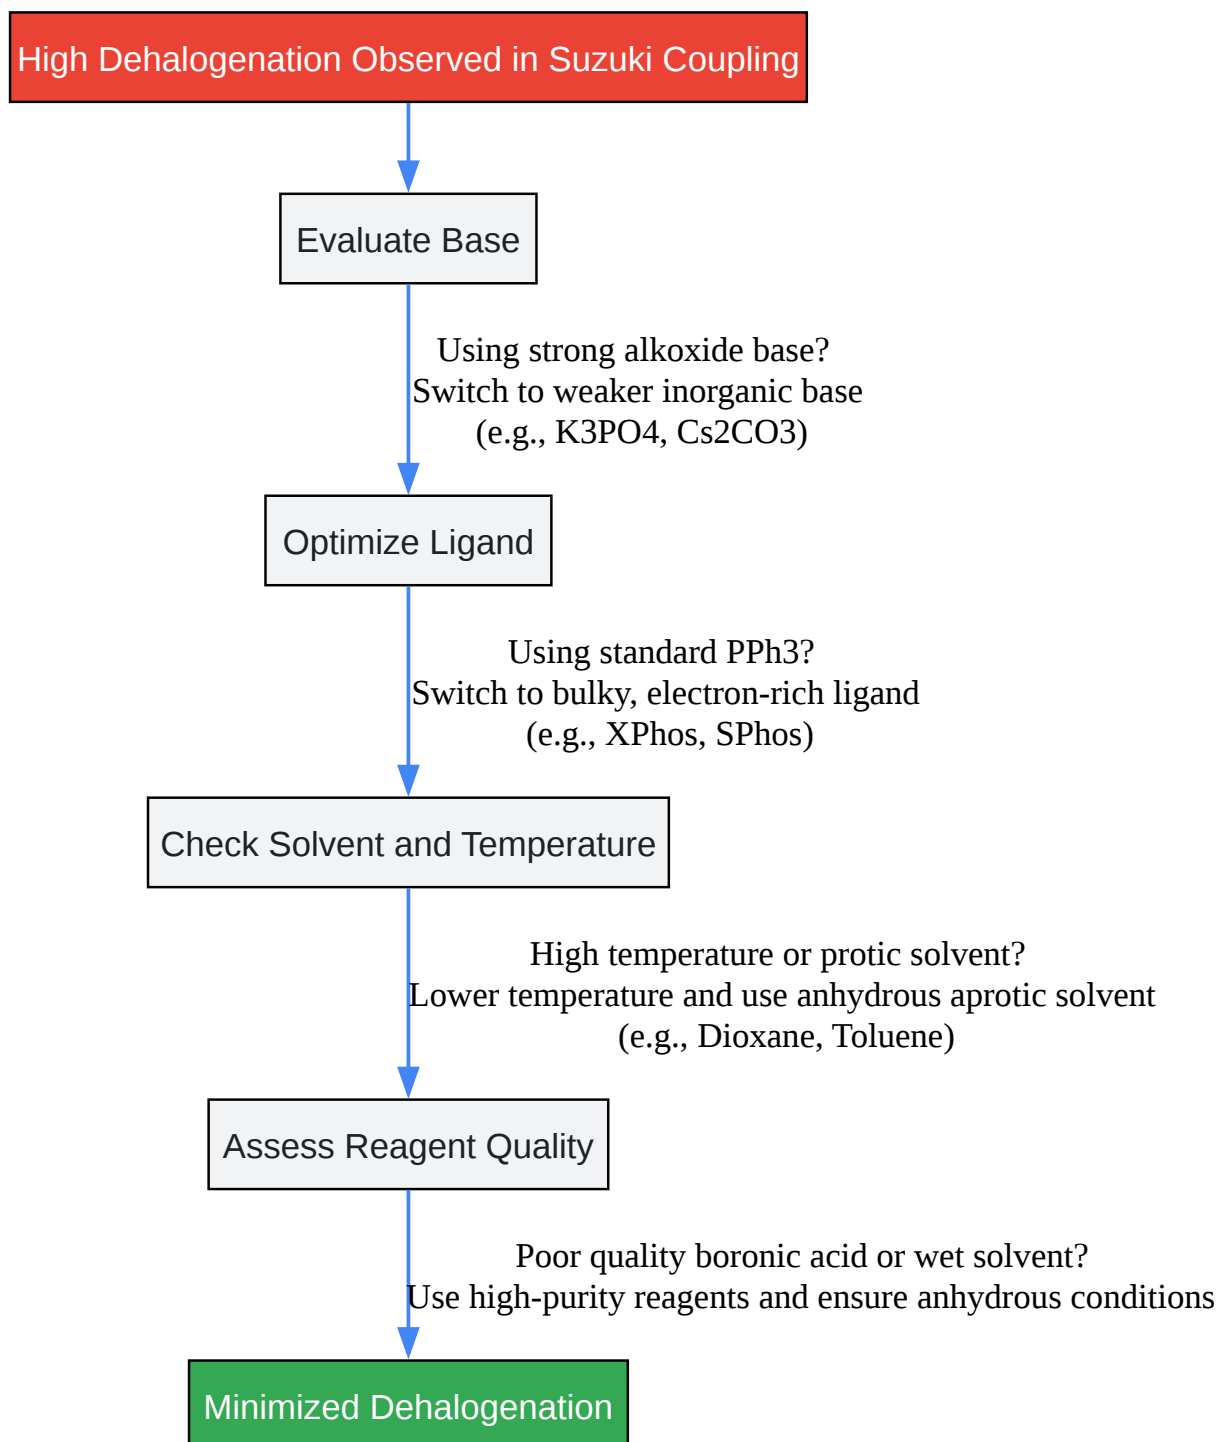 High Dehalogenation Observed in Suzuki Coupling
Evaluate Base
Using strong alkoxide base?
Switch to weaker inorganic base
(e.g., K3PO4, Cs2CO3)
Optimize Ligand
Using standard PPh3?
Switch to bulky, electron-rich ligand
(e.g., XPhos, SPhos)
Check Solvent and Temperature
High temperature or protic solvent?
Lower temperature and use anhydrous aprotic solvent
(e.g., Dioxane, Toluene)
Assess Reagent Quality
Poor quality boronic acid or wet solvent?
Use high-purity reagents and ensure anhydrous conditions
Minimized Dehalogenation